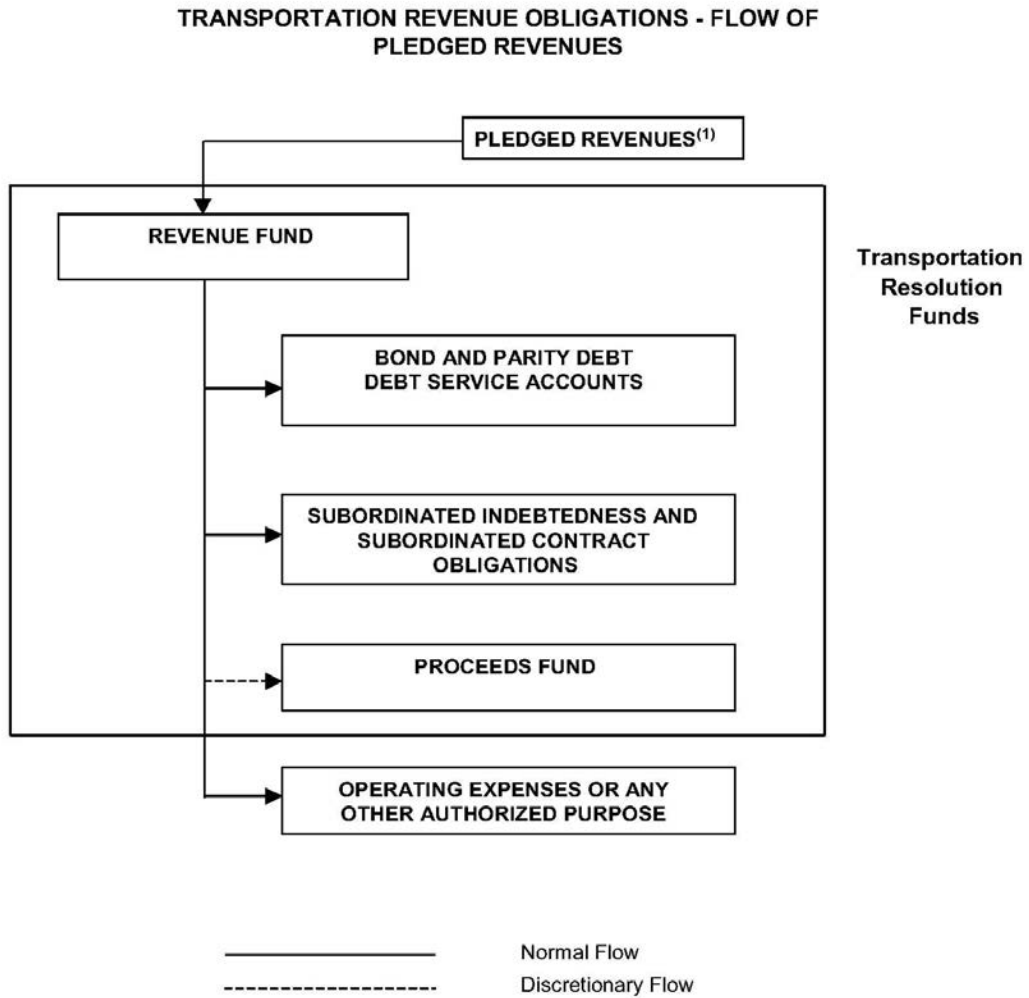 TRANSPORTATION REVENUE OBLIGATIONS - FLOW OF
PLEDGED REVENUES
PLEDGED REVENUES(1)
REVENUE FUND
Transportation
Resolution
Funds
BOND AND PARITY DEBT
DEBT SERVICE ACCOUNTS
SUBORDINATED INDEBTEDNESS AND
SUBORDINATED CONTRACT
OBLIGATIONS
PROCEEDS FUND
OPERATING EXPENSES OR ANY
OTHER AUTHORIZED PURPOSE
Normal Flow
Discretionary Flow